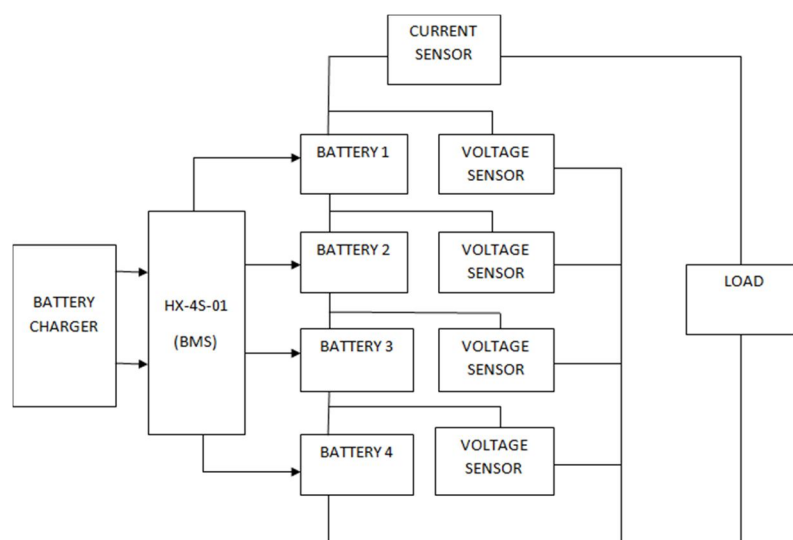 CURRENT
SENSOR
BATTERY 1
VOLTAGE
SENSOR
BATTERY 2
VOLTAGE
SENSOR
BATTERY
CHARGER
HX-4S-01
(BMS)
LOAD
BATTERY 3
VOLTAGE
SENSOR
BATTERY 4
VOLTAGE
SENSOR